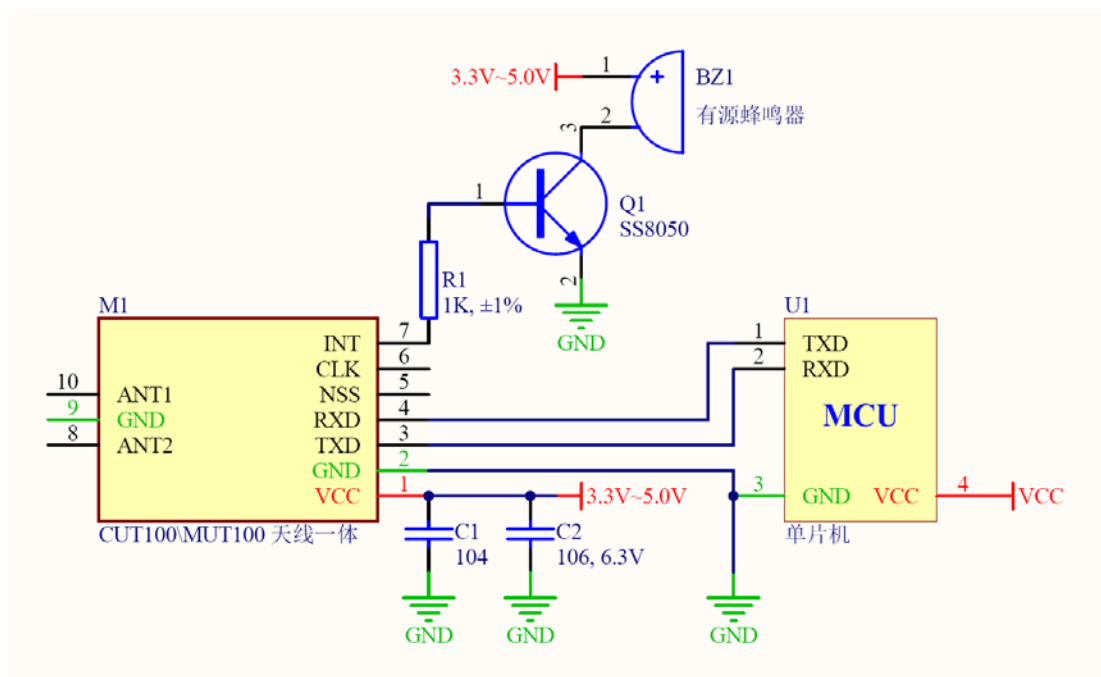 3.3V~5.0V
1
BZ1
有源蜂鸣器
2
3
1
Q1
SS8050
2
GND
R1
1K, ±1%
M1
INT 7
CLK 6
10 ANT1 NSS 5
9 GND RXD 4
8 ANT2 TXD 3
GND 2
VCC 1
CUT100\MUT100 天线一体
3.3V~5.0V
C1
104
GND
C2
106, 6.3V
GND
U1
1 TXD
2 RXD
MCU
3 GND VCC 4 VCC
单片机
GND